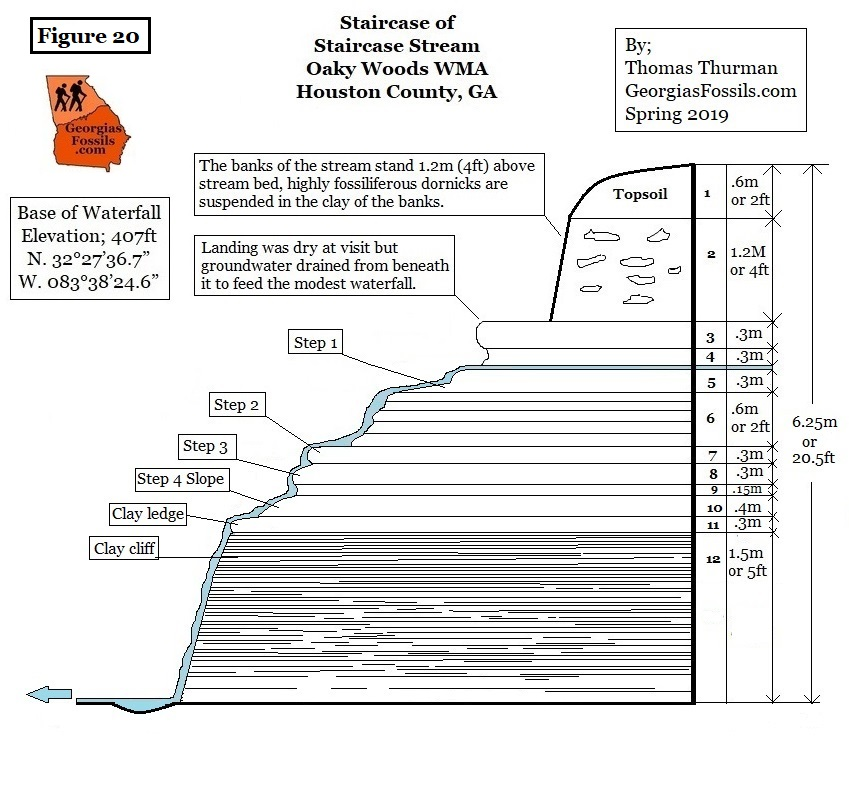 Figure 20
Staircase of
Staircase Stream
Oaky Woods WMA
Houston County, GA
By;
Thomas Thurman
GeorgiasFossils.com
Spring 2019
Georgias
Fossils
.com
Base of Waterfall
Elevation; 407ft
N. 32°27'36.7”
W. 083°38'24.6”
The banks of the stream stand 1.2m (4ft) above
stream bed, highly fossiliferous dornicks are
suspended in the clay of the banks.
Landing was dry at visit but
groundwater drained from beneath
it to feed the modest waterfall.
Topsoil
1
.6m
or 2ft
2
1.2M
or 4ft
3
.3m
4
.3m
5
.3m
6
.6m
or 2ft
7
.3m
8
.3m
9
.15m
10
.4m
11
.3m
12
1.5m
or 5ft
6.25m
or
20.5ft
Step 1
Step 2
Step 3
Step 4 Slope
Clay ledge
Clay cliff